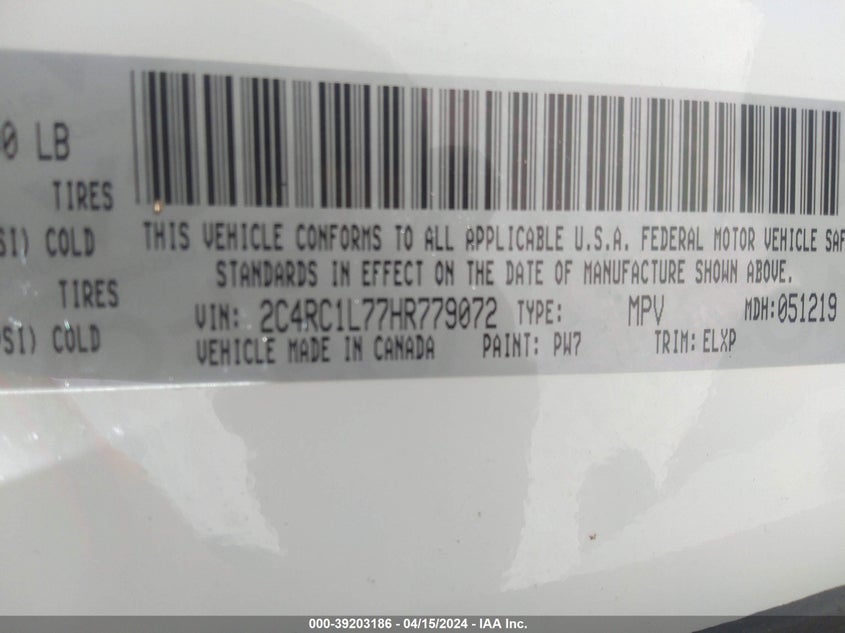 0 LB
TIRES
SI) COLD
TIRES
PSI) COLD
THIS VEHICLE CONFORMS TO ALL APPLICABLE U.S.A. FEDERAL MOTOR VEHICLE SAF
STANDARDS IN EFFECT ON THE DATE OF MANUFACTURE SHOWN ABOVE.
VIN: 2C4RC1L77HR779072 TYPE: MPV MDH:051219
VEHICLE MADE IN CANADA PAINT: PW7 TRIM: ELXP
000-39203186 - 04/15/2024 - IAA Inc.